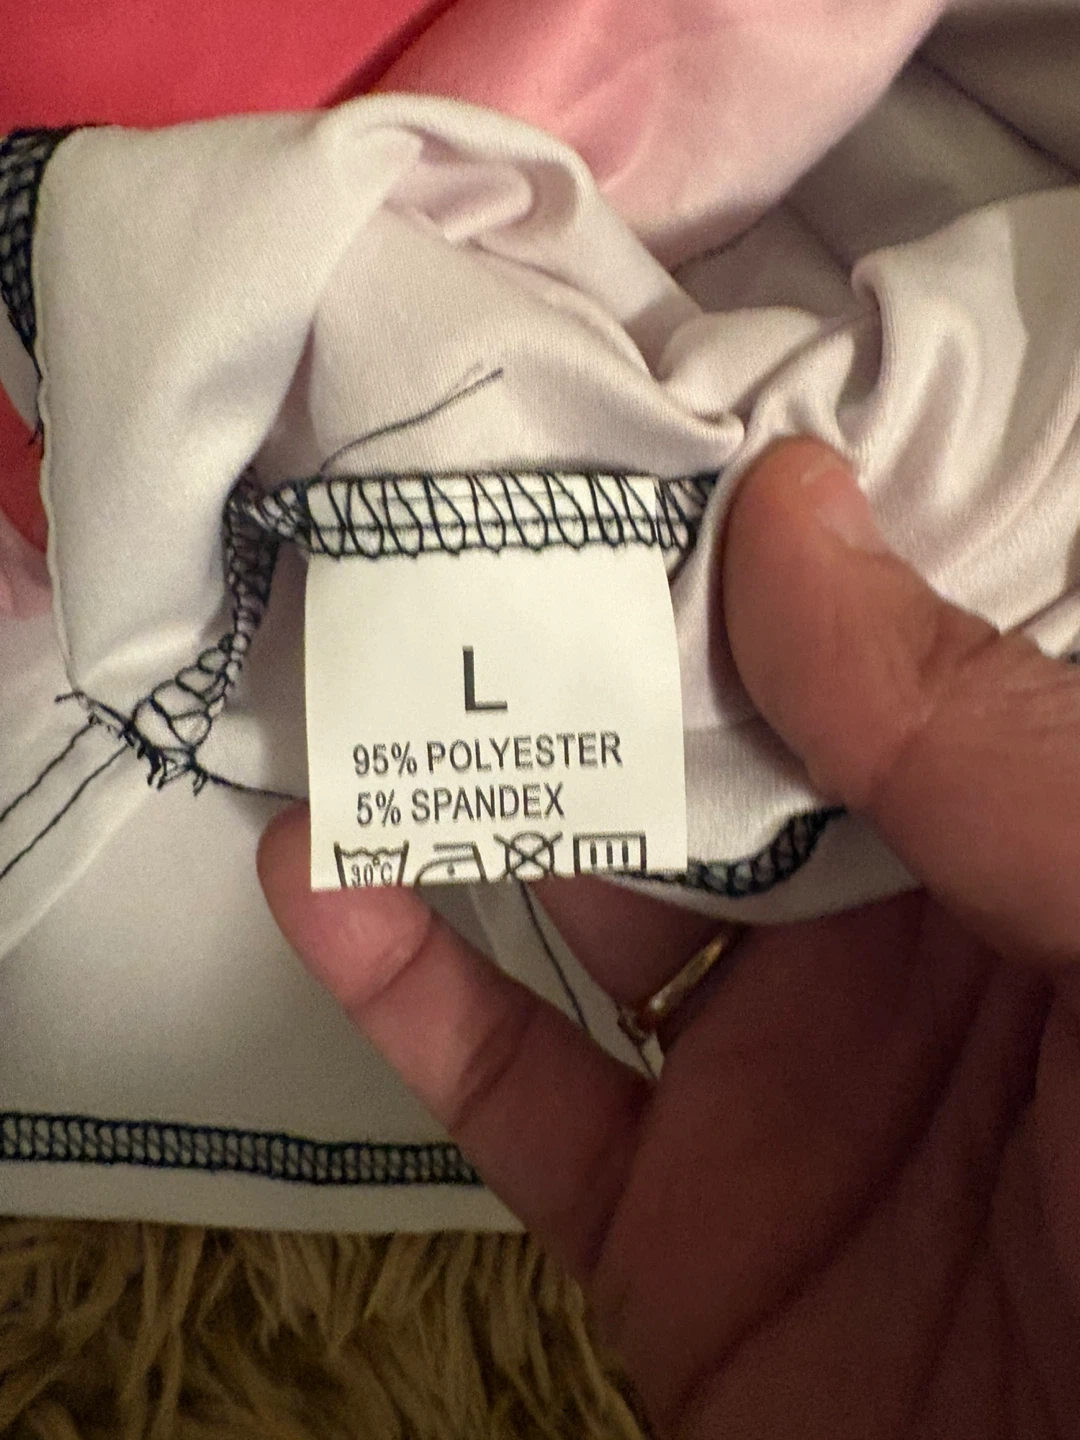 L
95% POLYESTER
5% SPANDEX
30°C